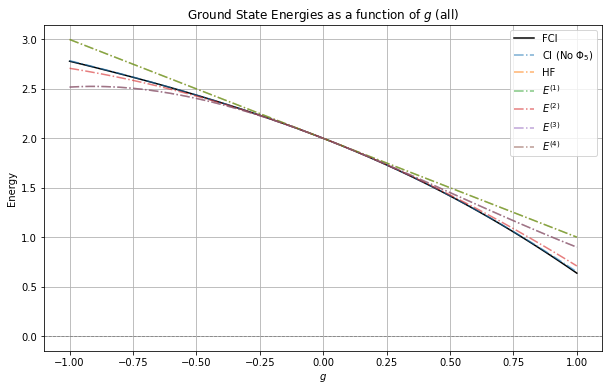 Ground State Energies as a function of g (all)
FCI
CI (No Φ₅)
HF
E⁽¹⁾
E⁽²⁾
E⁽³⁾
E⁽⁴⁾
3.0
2.5
2.0
1.5
1.0
0.5
0.0
Energy
−1.00 −0.75 −0.50 −0.25 0.00 0.25 0.50 0.75 1.00
g